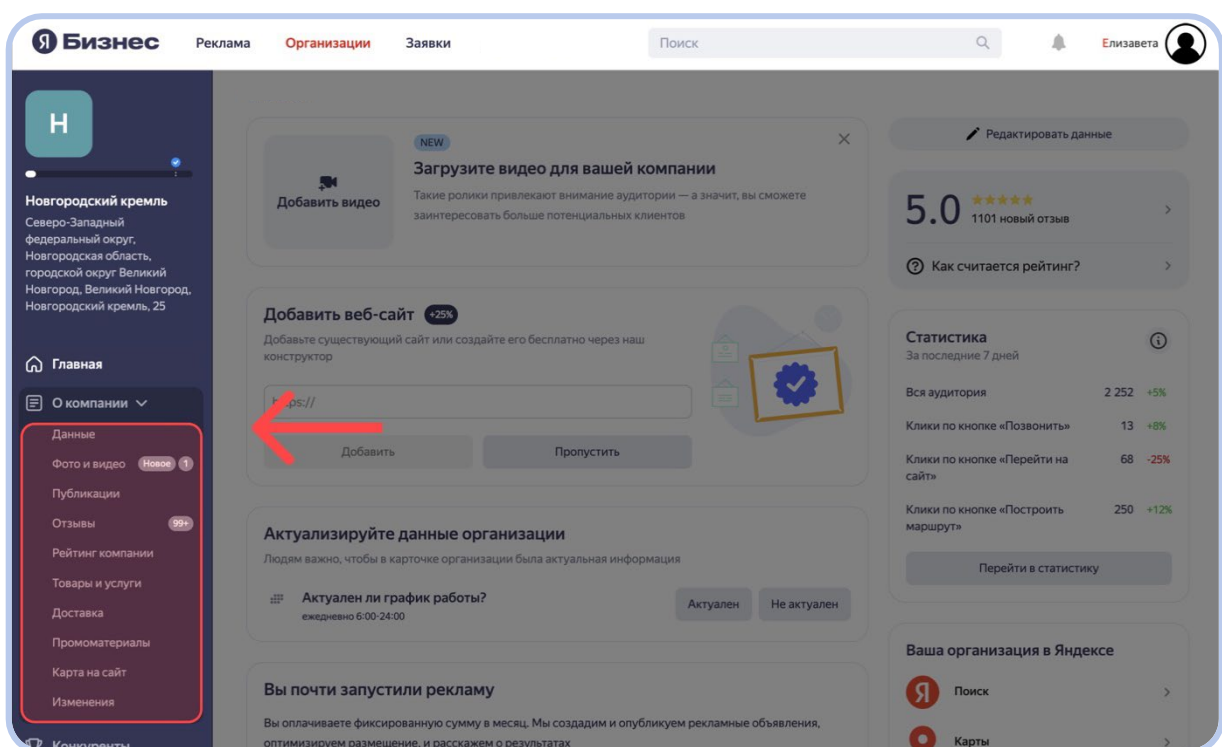 Я Бизнес
Реклама
Организации
Заявки
Поиск
Елизавета
Н
Новгородский кремль
Северо-Западный
федеральный округ,
Новгородская область,
городской округ Великий
Новгород, Великий Новгород,
Новгородский кремль, 25
Главная
О компании
Данные
Фото и видео Новое 1
Публикации
Отзывы 99+
Рейтинг компании
Товары и услуги
Доставка
Промоматериалы
Карта на сайт
Изменения
Конкуренты
Добавить видео
NEW
Загрузите видео для вашей компании
Такие ролики привлекают внимание аудитории — а значит, вы сможете
заинтересовать больше потенциальных клиентов
Добавить веб-сайт +25%
Добавьте существующий сайт или создайте его бесплатно через наш
конструктор
https://
Добавить
Пропустить
Актуализируйте данные организации
Людям важно, чтобы в карточке организации была актуальная информация
Актуален ли график работы?
ежедневно 6:00-24:00
Актуален
Не актуален
Вы почти запустили рекламу
Вы оплачиваете фиксированную сумму в месяц. Мы создадим и опубликуем рекламные объявления,
оптимизируем размещение, и расскажем о результатах
Редактировать данные
5.0
1101 новый отзыв
Как считается рейтинг?
Статистика
За последние 7 дней
Вся аудитория 2 252 +5%
Клики по кнопке «Позвонить» 13 +8%
Клики по кнопке «Перейти на 68 -25%
сайт»
Клики по кнопке «Построить 250 +12%
маршрут»
Перейти в статистику
Ваша организация в Яндексе
Я Поиск
Карты